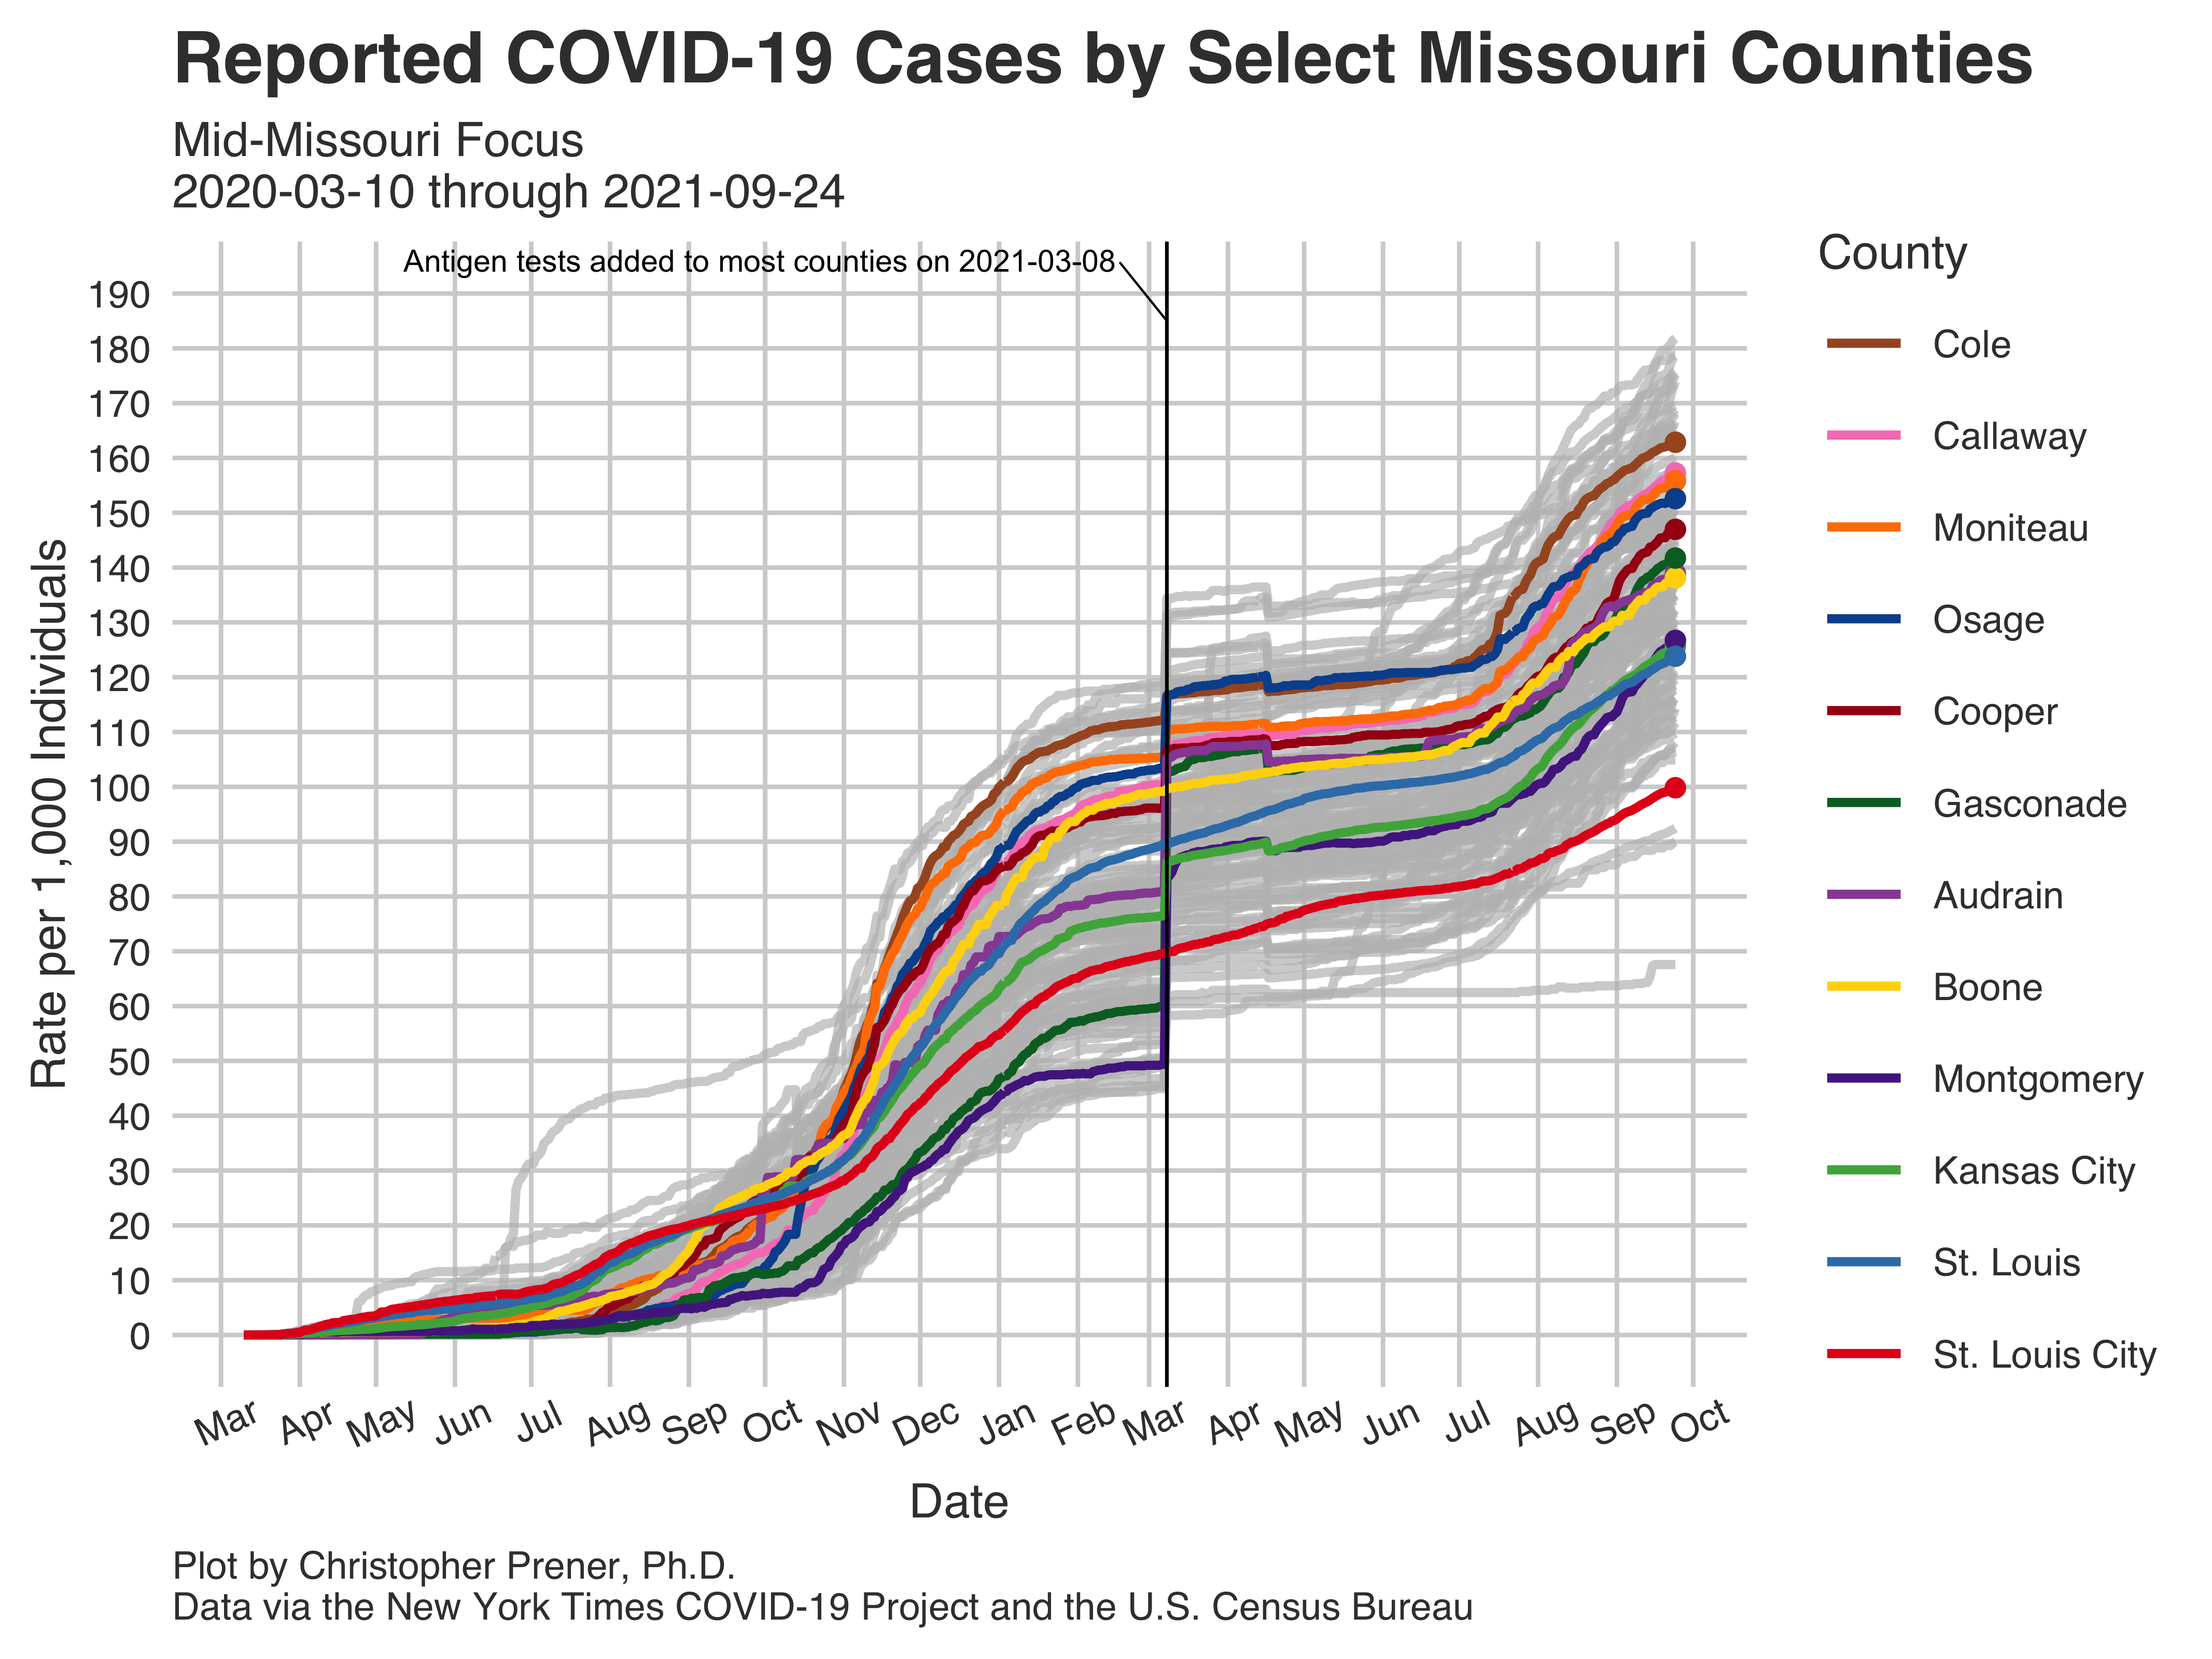 Reported COVID-19 Cases by Select Missouri Counties
Mid-Missouri Focus
2020-03-10 through 2021-09-24
Antigen tests added to most counties on 2021-03-08
Rate per 1,000 Individuals
190
180
170
160
150
140
130
120
110
100
90
80
70
60
50
40
30
20
10
0
Mar Apr May Jun Jul Aug Sep Oct Nov Dec Jan Feb Mar Apr May Jun Jul Aug Sep Oct
Date
County
Cole
Callaway
Moniteau
Osage
Cooper
Gasconade
Audrain
Boone
Montgomery
Kansas City
St. Louis
St. Louis City
Plot by Christopher Prener, Ph.D.
Data via the New York Times COVID-19 Project and the U.S. Census Bureau